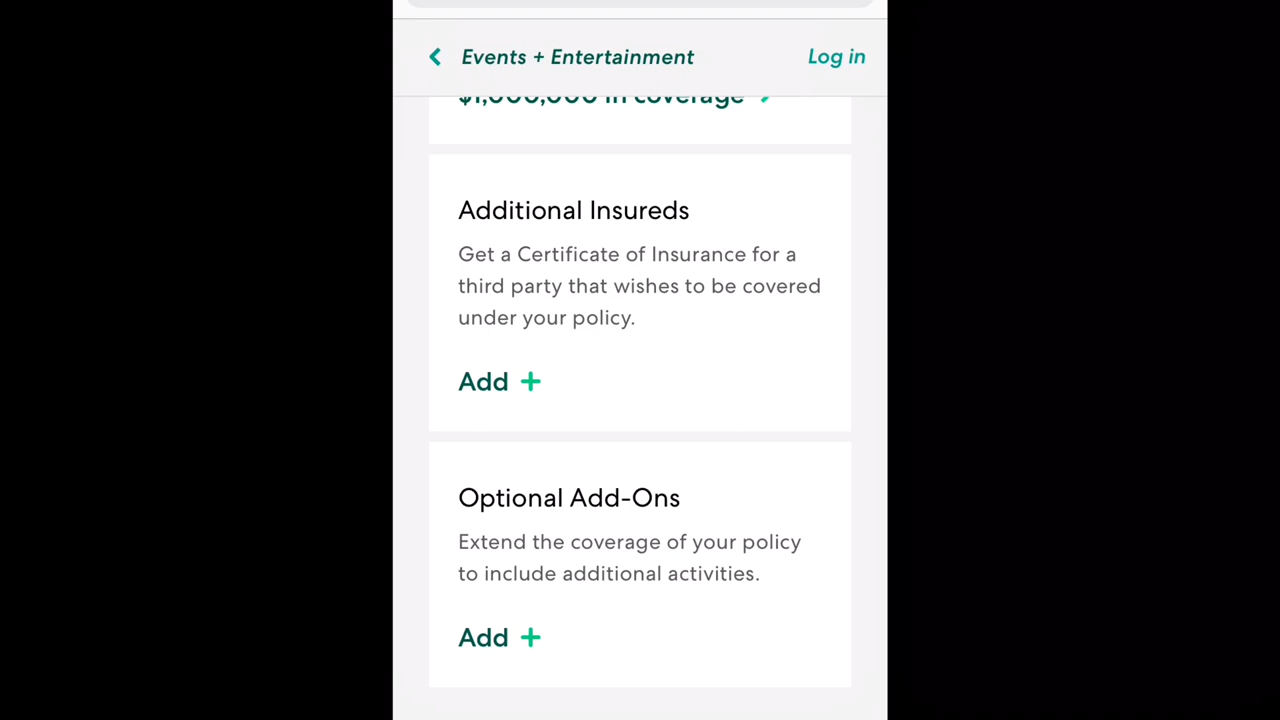 Events + Entertainment
Log in
$1,000,000 in coverage
Additional Insureds
Get a Certificate of Insurance for a
third party that wishes to be covered
under your policy.
Add +
Optional Add-Ons
Extend the coverage of your policy
to include additional activities.
Add +